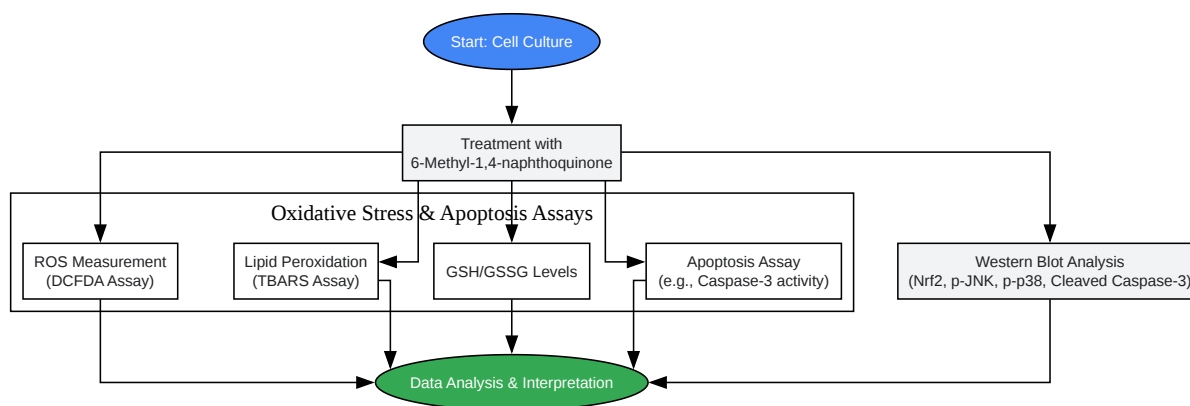 Start: Cell Culture
Treatment with
6-Methyl-1,4-naphthoquinone
Oxidative Stress & Apoptosis Assays
ROS Measurement
(DCFDA Assay)
Lipid Peroxidation
(TBARS Assay)
GSH/GSSG Levels
Apoptosis Assay
(e.g., Caspase-3 activity)
Western Blot Analysis
(Nrf2, p-JNK, p-p38, Cleaved Caspase-3)
Data Analysis & Interpretation